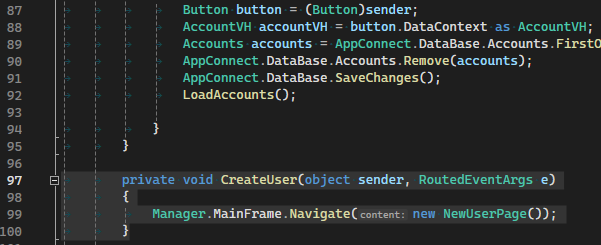 87 Button button = (Button)sender;
88 AccountVH accountVH = button.DataContext as AccountVH;
89 Accounts accounts = AppConnect.DataBase.Accounts.FirstO
90 AppConnect.DataBase.Accounts.Remove(accounts);
91 AppConnect.DataBase.SaveChanges();
92 LoadAccounts();
93
94 }
95 }
96
97 private void CreateUser(object sender, RoutedEventArgs e)
98 {
99 Manager.MainFrame.Navigate(content: new NewUserPage());
100 }